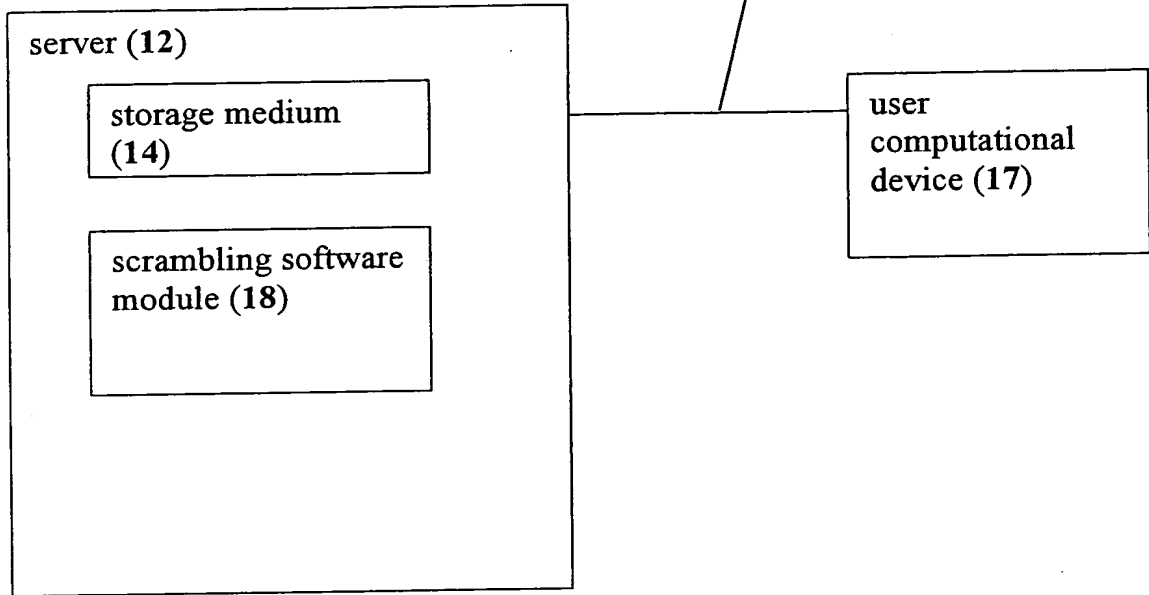 server (12)
storage medium
(14)
scrambling software
module (18)
user
computational
device (17)